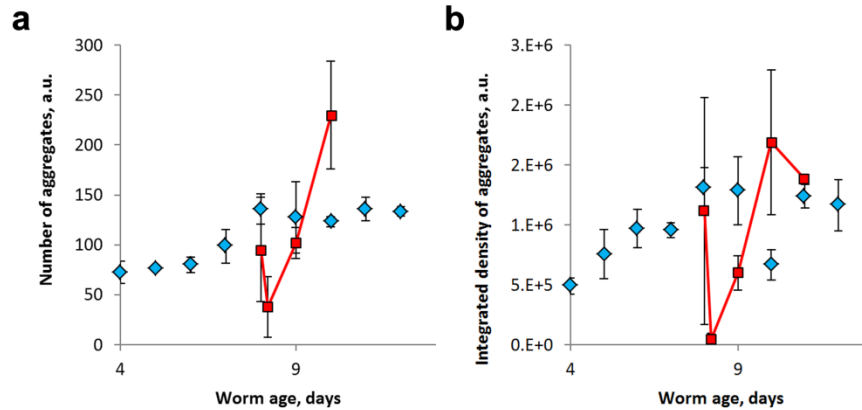 a
Number of aggregates, a.u.
300
250
200
150
100
50
0
4
9
Worm age, days
b
Integrated density of aggregates, a.u.
3.E+6
2.E+6
2.E+6
1.E+6
5.E+5
0.E+0
4
9
Worm age, days